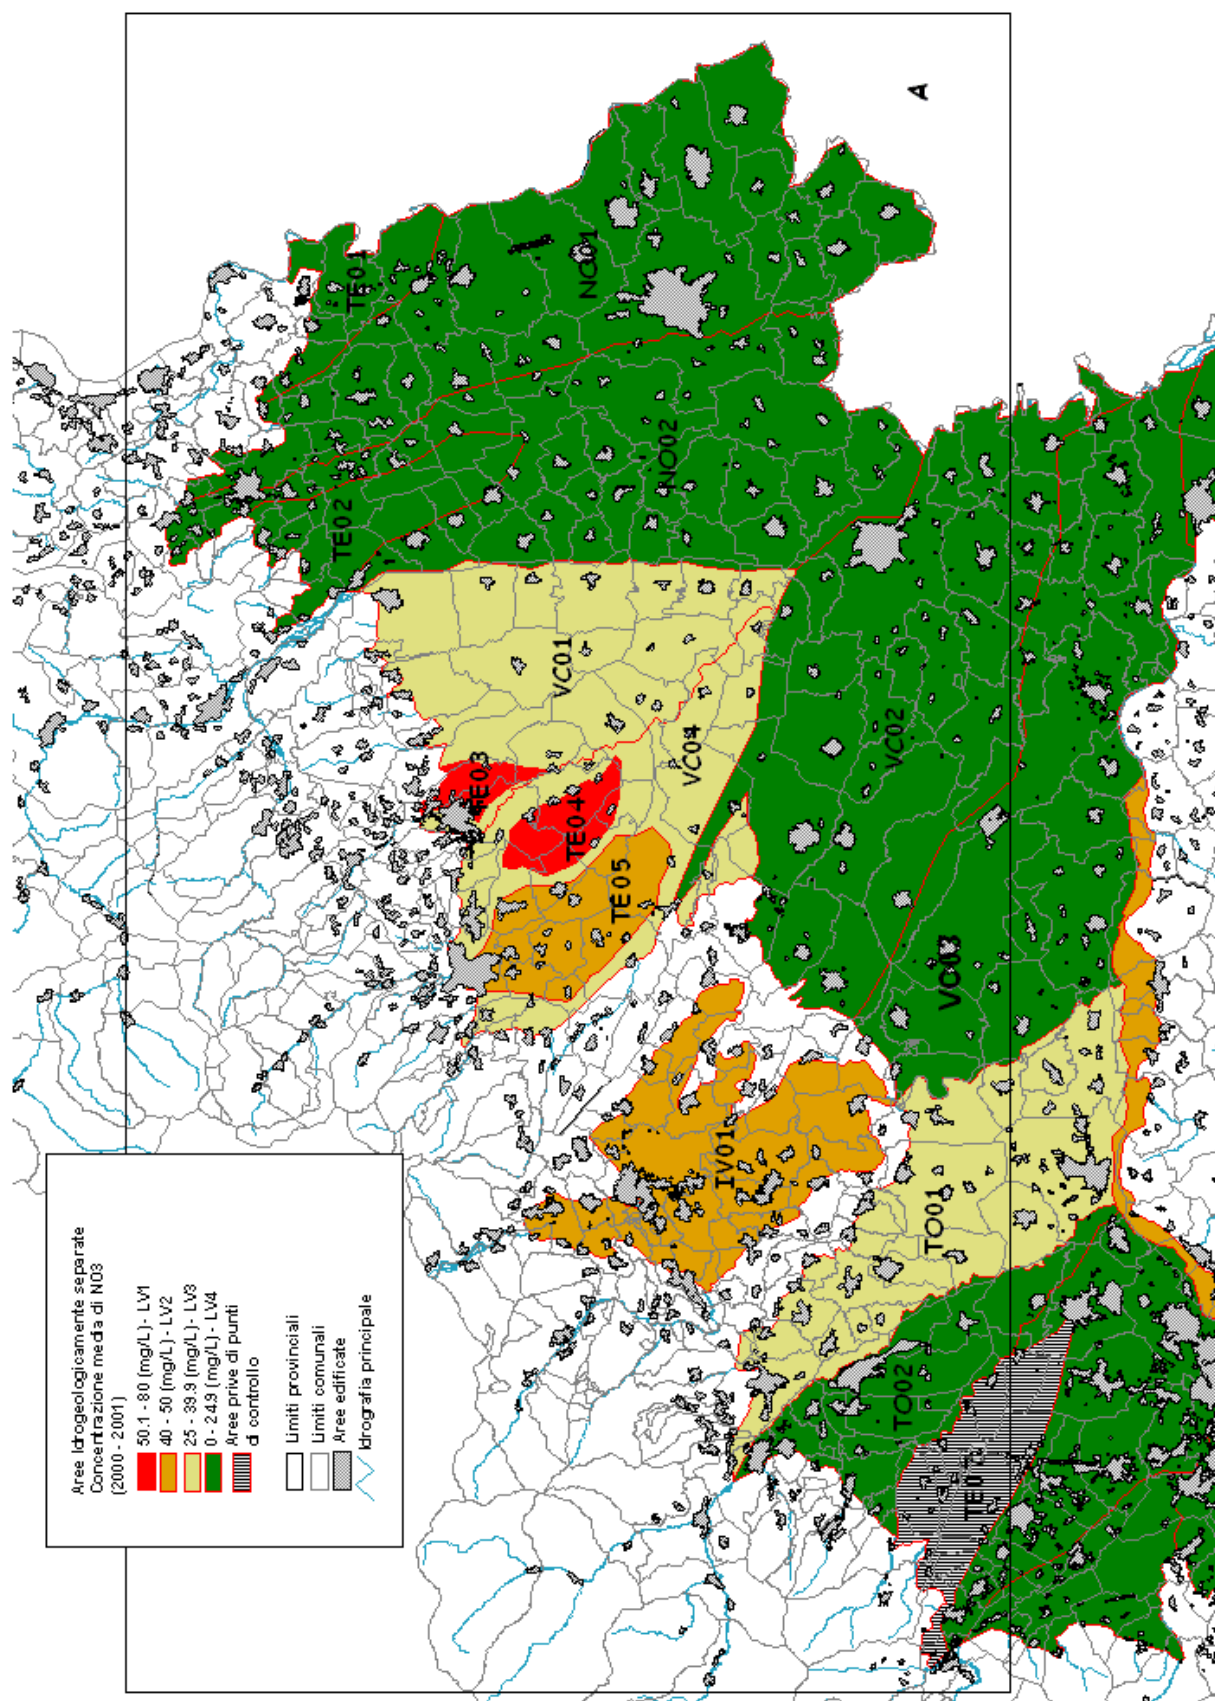 Aree Idrogeologicamente separate
Concentrazione media di NO3
(2000 - 2001)
50.1 - 80 (mg/L) - LV1
40 - 50 (mg/L) - LV2
25 - 39.9 (mg/L) - LV3
0 - 24.9 (mg/L) - LV4
Aree prive di punti
di controllo
Limiti provinciali
Limiti comunali
Aree edificate
Idrografia principale
A
TE01
NO01
TE02
NO02
VC01
TE03
VC04
TE04
TE05
VC02
VC03
IV01
TO01
TO02